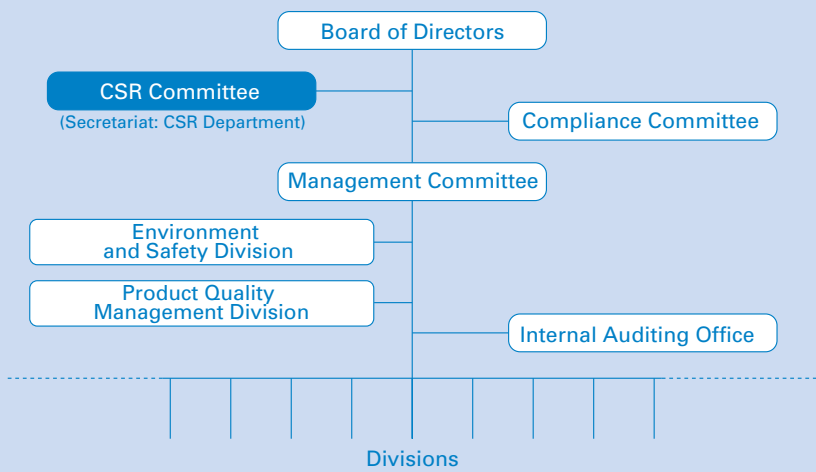 Board of Directors
CSR Committee
(Secretariat: CSR Department)
Compliance Committee
Management Committee
Environment
and Safety Division
Product Quality
Management Division
Internal Auditing Office
Divisions